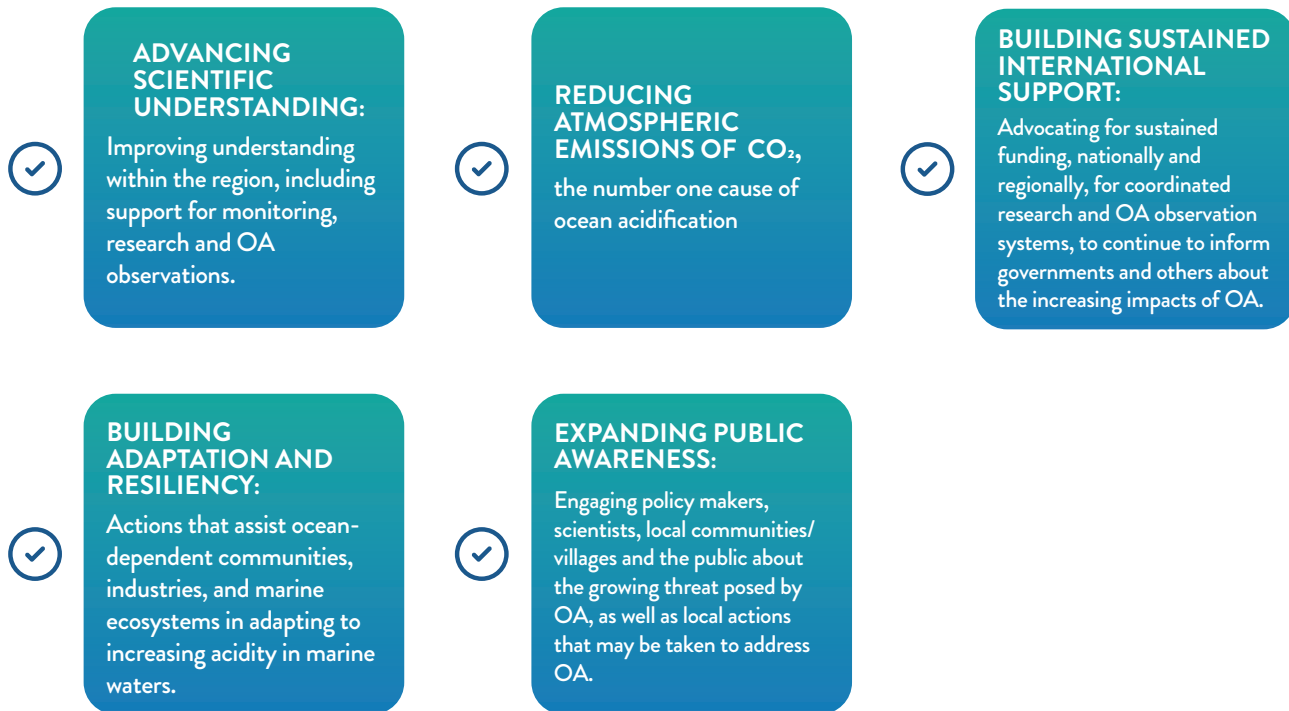 ADVANCING
SCIENTIFIC
UNDERSTANDING:
Improving understanding
within the region, including
support for monitoring,
research and OA
observations.
REDUCING
ATMOSPHERIC
EMISSIONS OF CO₂,
the number one cause of
ocean acidification
BUILDING SUSTAINED
INTERNATIONAL
SUPPORT:
Advocating for sustained
funding, nationally and
regionally, for coordinated
research and OA observation
systems, to continue to inform
governments and others about
the increasing impacts of OA.
BUILDING
ADAPTATION AND
RESILIENCY:
Actions that assist ocean-
dependent communities,
industries, and marine
ecosystems in adapting to
increasing acidity in marine
waters.
EXPANDING PUBLIC
AWARENESS:
Engaging policy makers,
scientists, local communities/
villages and the public about
the growing threat posed by
OA, as well as local actions
that may be taken to address
OA.